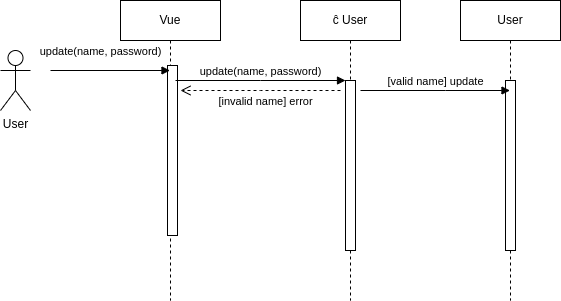 Vue
ĉ User
User
update(name, password)
update(name, password)
[valid name] update
[invalid name] error
User